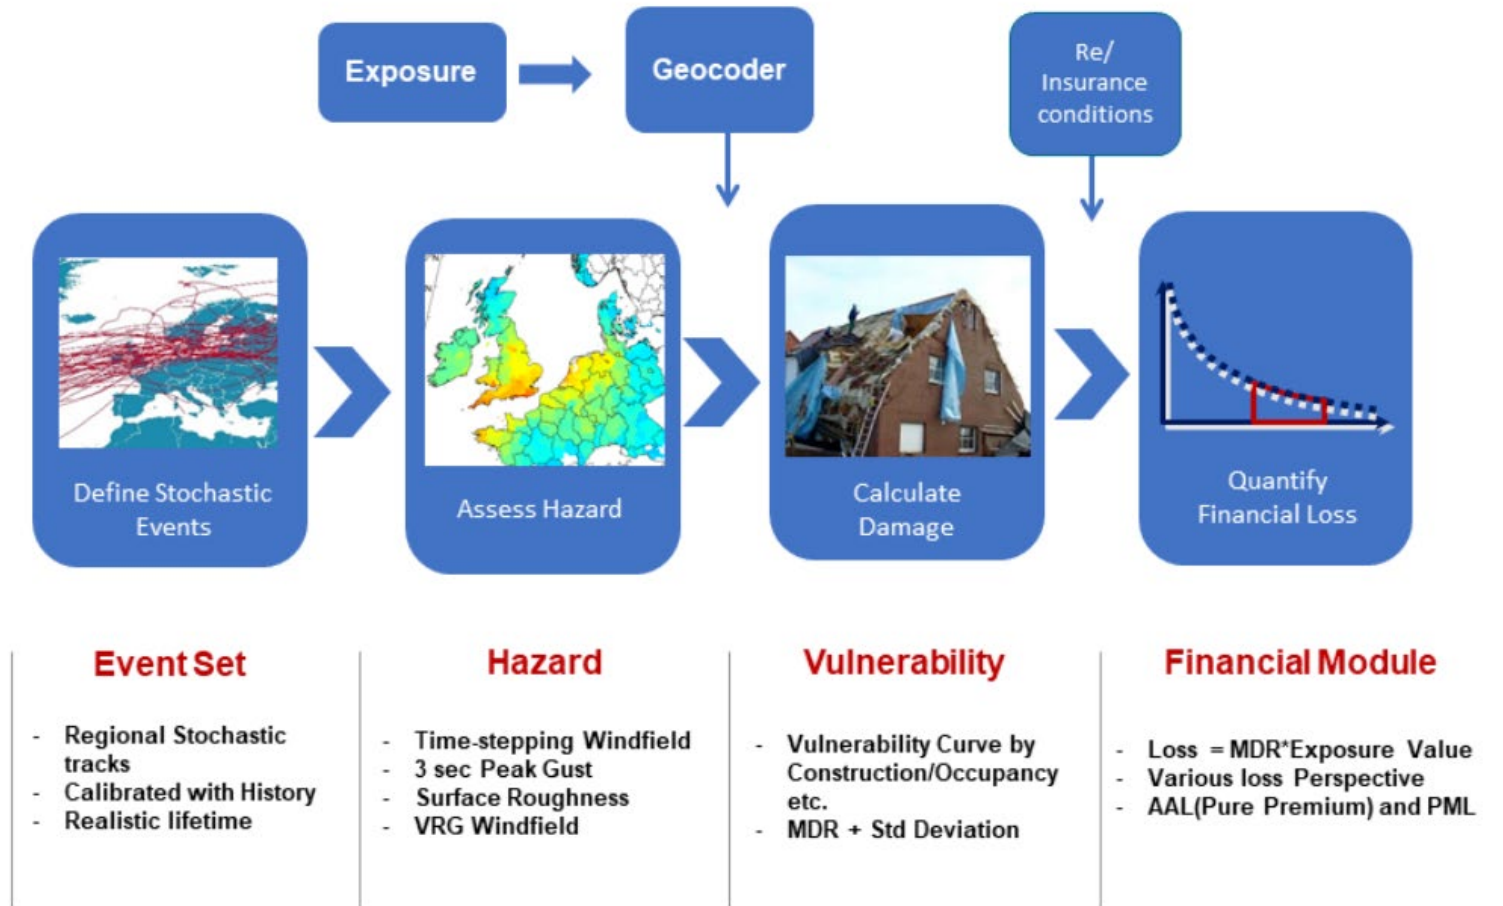 Exposure
Geocoder
Re/
Insurance
conditions
Define Stochastic
Events
Assess Hazard
Calculate
Damage
Quantify
Financial Loss
Event Set
- Regional Stochastic
tracks
- Calibrated with History
- Realistic lifetime
Hazard
- Time-stepping Windfield
- 3 sec Peak Gust
- Surface Roughness
- VRG Windfield
Vulnerability
- Vulnerability Curve by
Construction/Occupancy
etc.
- MDR + Std Deviation
Financial Module
- Loss = MDR*Exposure Value
- Various loss Perspective
- AAL(Pure Premium) and PML